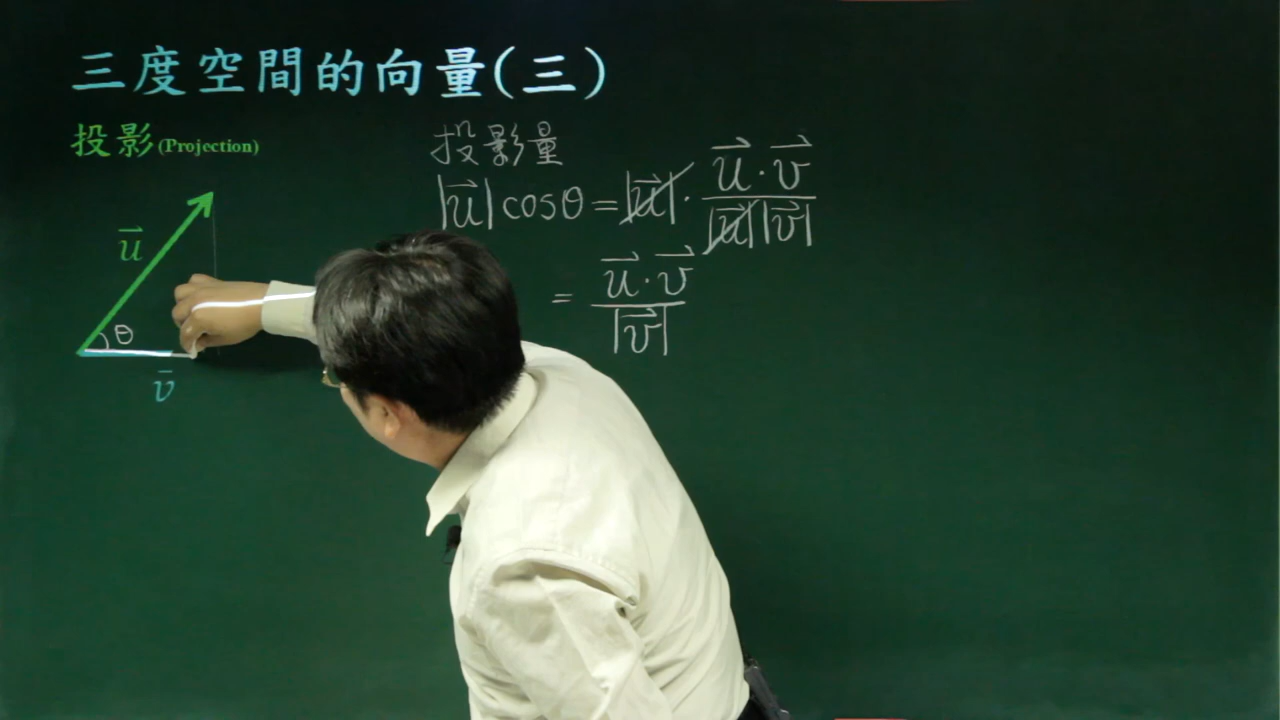 三度空間的向量(三)
投影(Projection)
投影量
|u⃗|cosθ=|u⃗|·(u⃗·v⃗)/(|u⃗||v⃗|)
=(u⃗·v⃗)/|v⃗|
u⃗
θ
v⃗